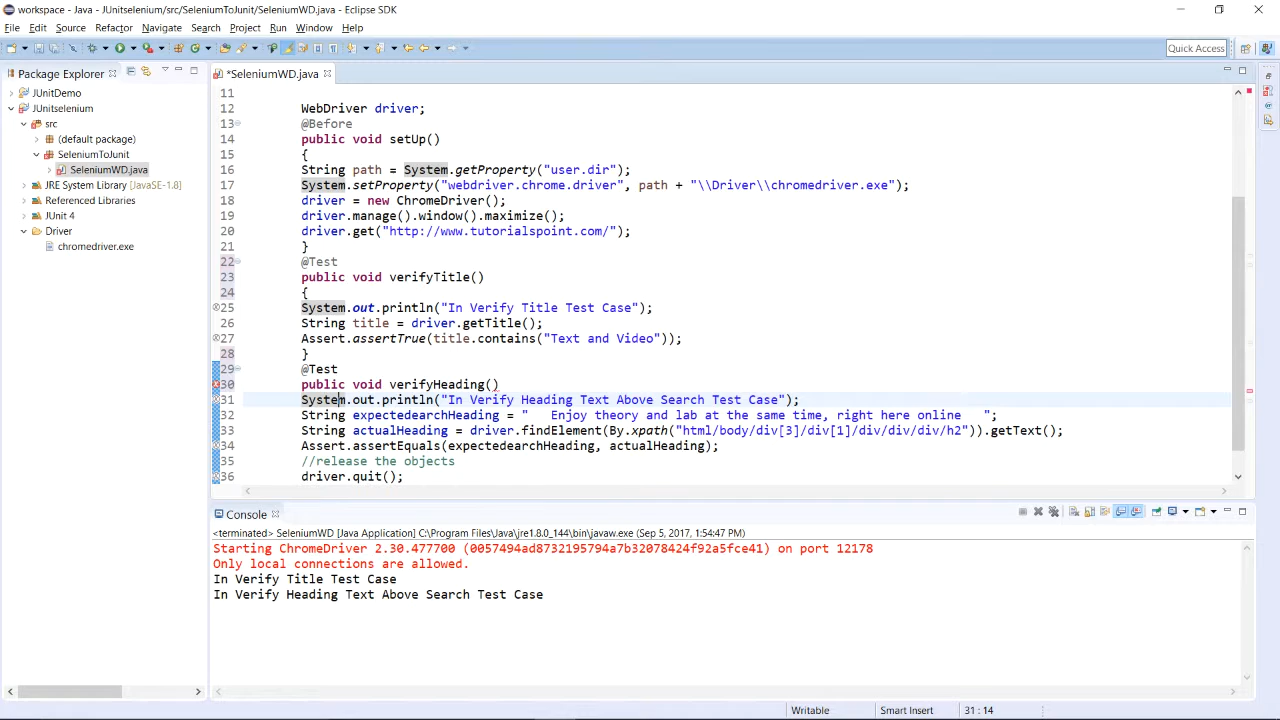 workspace - Java - JUnitselenium/src/SeleniumToJunit/SeleniumWD.java - Eclipse SDK
File Edit Source Refactor Navigate Search Project Run Window Help
Quick Access
Package Explorer
*SeleniumWD.java
JUnitDemo
JUnitselenium
src
(default package)
SeleniumToJunit
SeleniumWD.java
JRE System Library [JavaSE-1.8]
Referenced Libraries
JUnit 4
Driver
chromedriver.exe
11
12 WebDriver driver;
13 @Before
14 public void setUp()
15 {
16 String path = System.getProperty("user.dir");
17 System.setProperty("webdriver.chrome.driver", path + "\\Driver\\chromedriver.exe");
18 driver = new ChromeDriver();
19 driver.manage().window().maximize();
20 driver.get("http://www.tutorialspoint.com/");
21 }
22 @Test
23 public void verifyTitle()
24 {
25 System.out.println("In Verify Title Test Case");
26 String title = driver.getTitle();
27 Assert.assertTrue(title.contains("Text and Video"));
28 }
29 @Test
30 public void verifyHeading()
31 System.out.println("In Verify Heading Text Above Search Test Case");
32 String expectedearchHeading = "   Enjoy theory and lab at the same time, right here online   ";
33 String actualHeading = driver.findElement(By.xpath("html/body/div[3]/div[1]/div/div/div/h2")).getText();
34 Assert.assertEquals(expectedearchHeading, actualHeading);
35 //release the objects
36 driver.quit();
Console
<terminated> SeleniumWD [Java Application] C:\Program Files\Java\jre1.8.0_144\bin\javaw.exe (Sep 5, 2017, 1:54:47 PM)
Starting ChromeDriver 2.30.477700 (0057494ad8732195794a7b32078424f92a5fce41) on port 12178
Only local connections are allowed.
In Verify Title Test Case
In Verify Heading Text Above Search Test Case
Writable Smart Insert 31 : 14